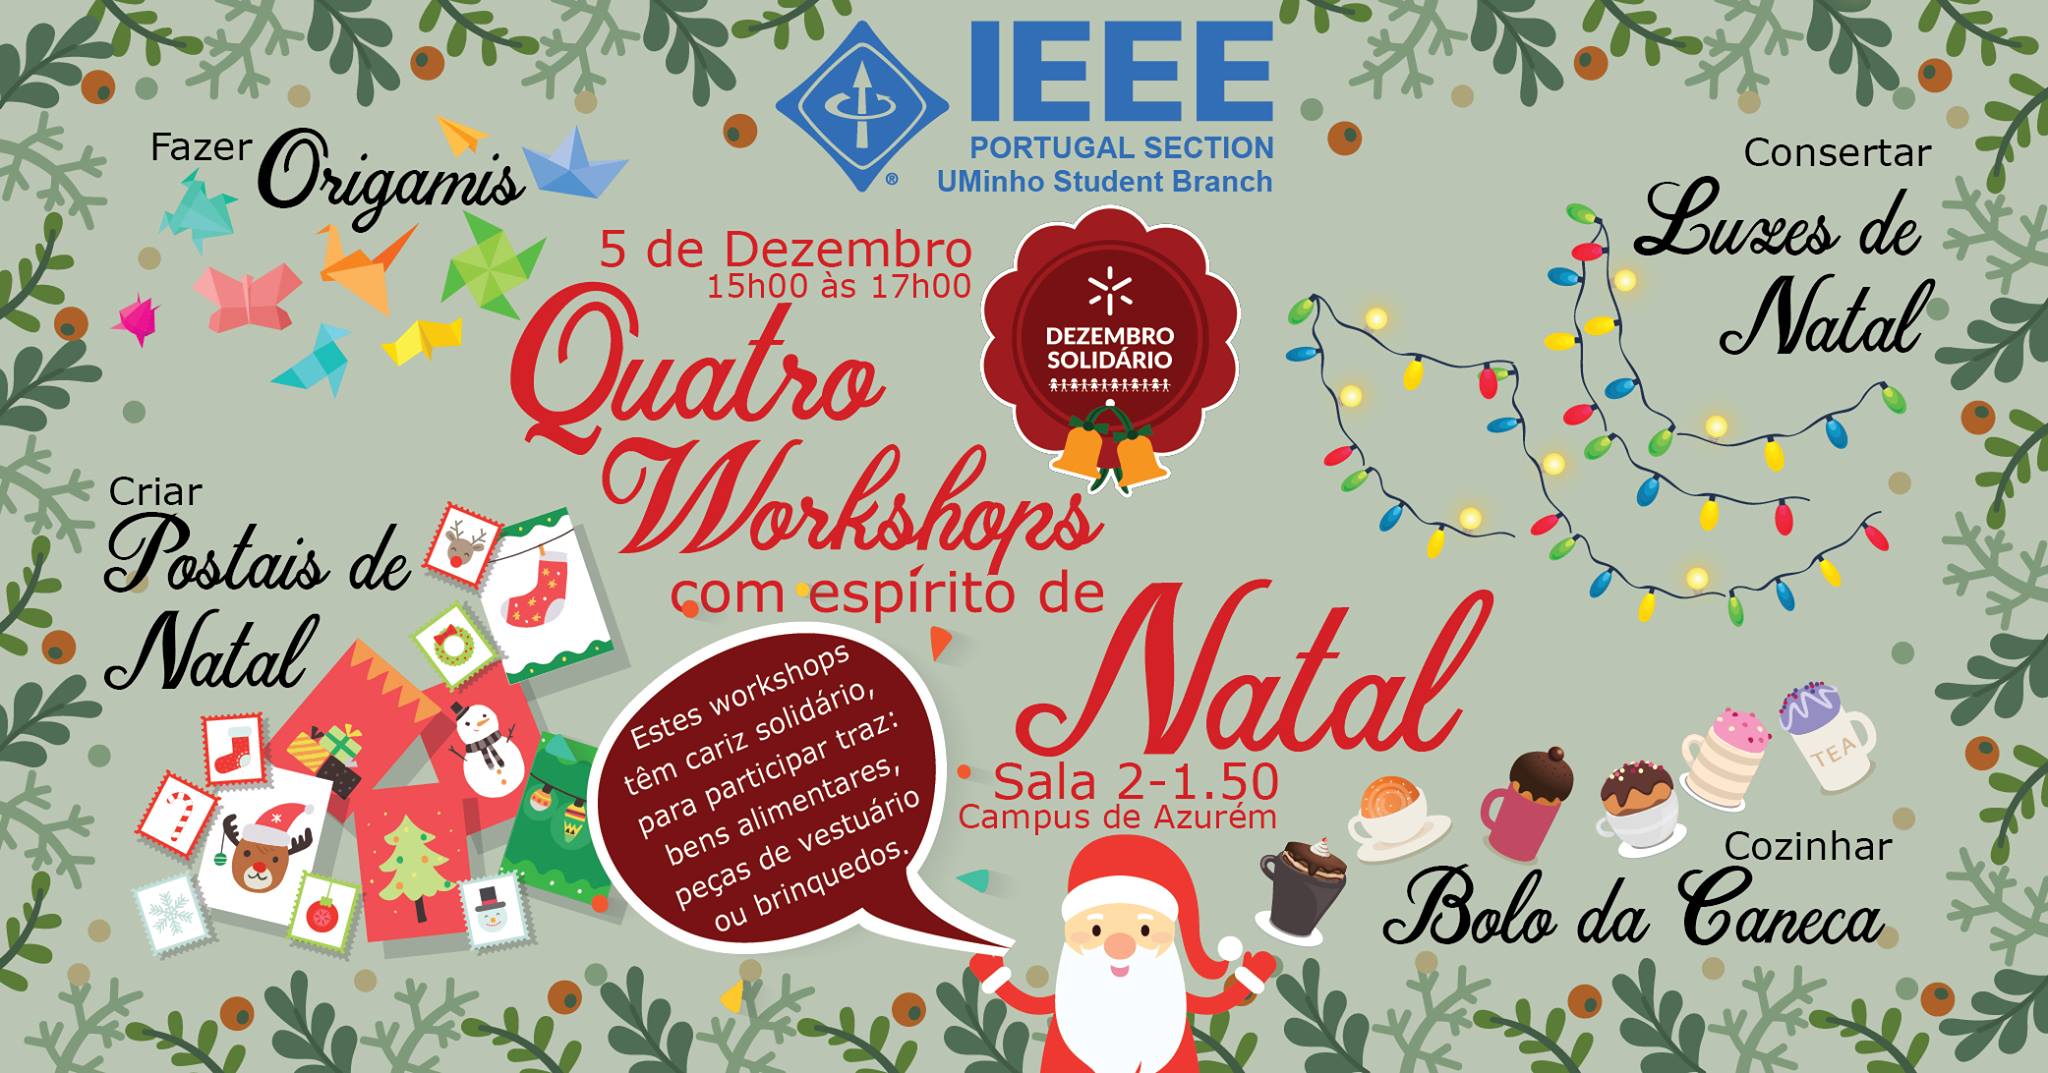 IEEE
PORTUGAL SECTION
UMinho Student Branch
®
Fazer
Origamis
Consertar
Luzes de
Natal
5 de Dezembro
15h00 às 17h00
DEZEMBRO
SOLIDÁRIO
Quatro
Workshops
com espírito de
Natal
Criar
Postais de
Natal
Estes workshops
têm cariz solidário,
para participar traz:
bens alimentares,
peças de vestuário
ou brinquedos.
Sala 2-1.50
Campus de Azurém
TEA
Cozinhar
Bolo da Caneca